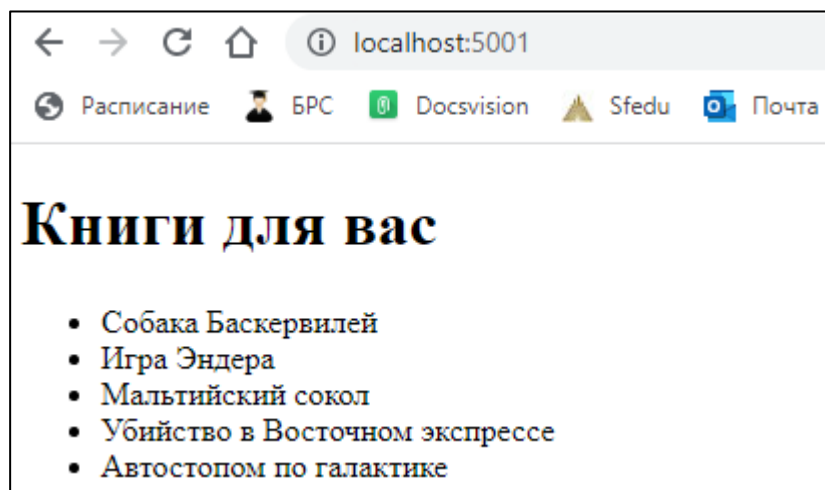 localhost:5001
Расписание БРС Docsvision Sfedu Почта
Книги для вас
• Собака Баскервилей
• Игра Эндера
• Мальтийский сокол
• Убийство в Восточном экспрессе
• Автостопом по галактике